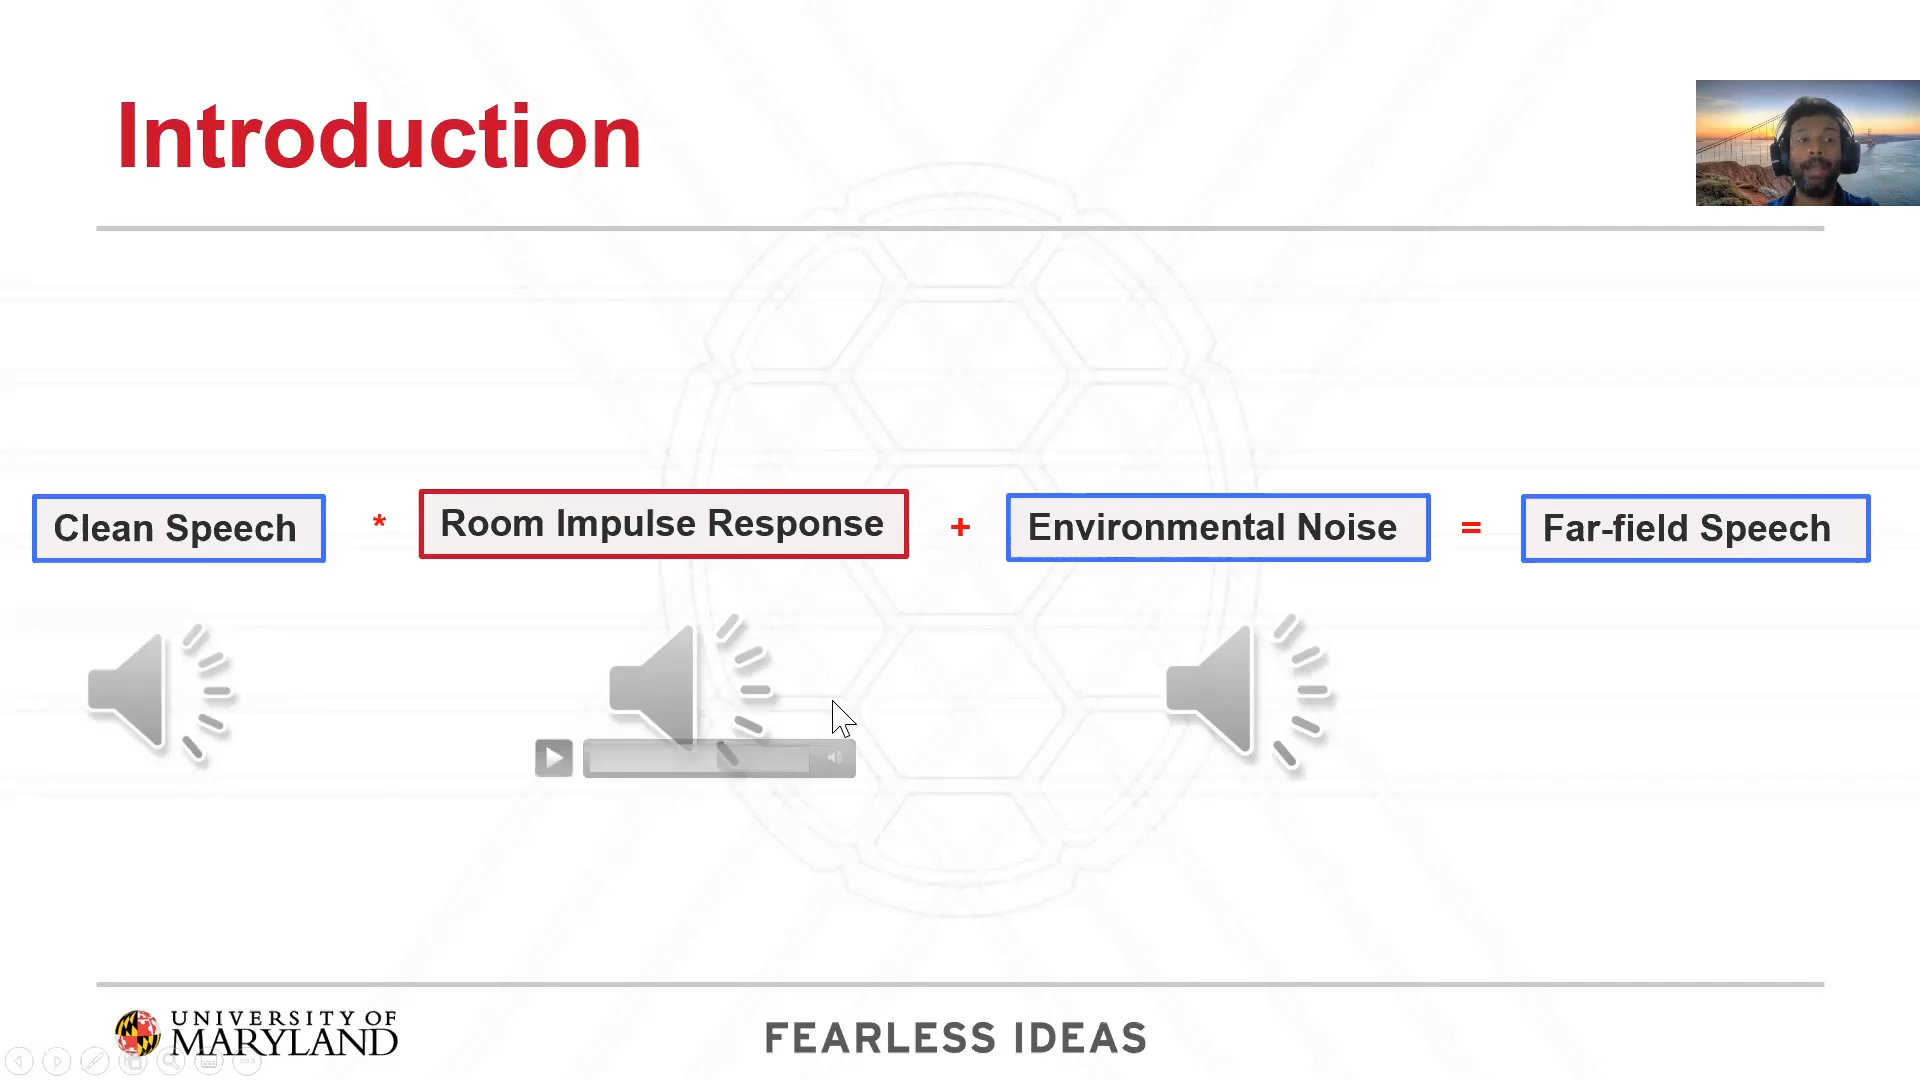 Introduction
Clean Speech * Room Impulse Response + Environmental Noise = Far-field Speech
UNIVERSITY OF
MARYLAND
FEARLESS IDEAS